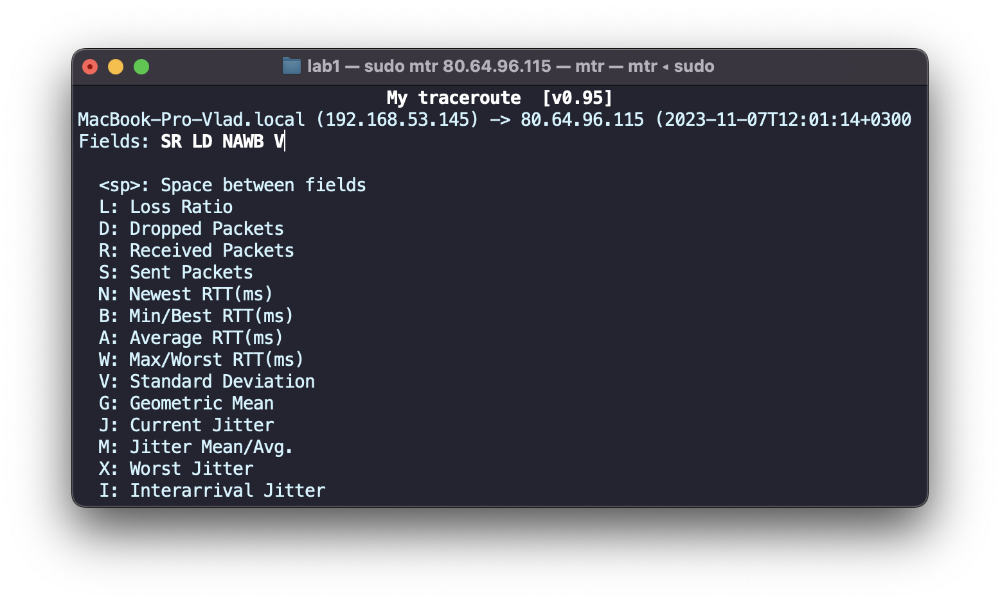 lab1 — sudo mtr 80.64.96.115 — mtr — mtr ◂ sudo
My traceroute  [v0.95]
MacBook-Pro-Vlad.local (192.168.53.145) -> 80.64.96.115 (2023-11-07T12:01:14+0300
Fields: SR LD NAWB V
<sp>: Space between fields
L: Loss Ratio
D: Dropped Packets
R: Received Packets
S: Sent Packets
N: Newest RTT(ms)
B: Min/Best RTT(ms)
A: Average RTT(ms)
W: Max/Worst RTT(ms)
V: Standard Deviation
G: Geometric Mean
J: Current Jitter
M: Jitter Mean/Avg.
X: Worst Jitter
I: Interarrival Jitter